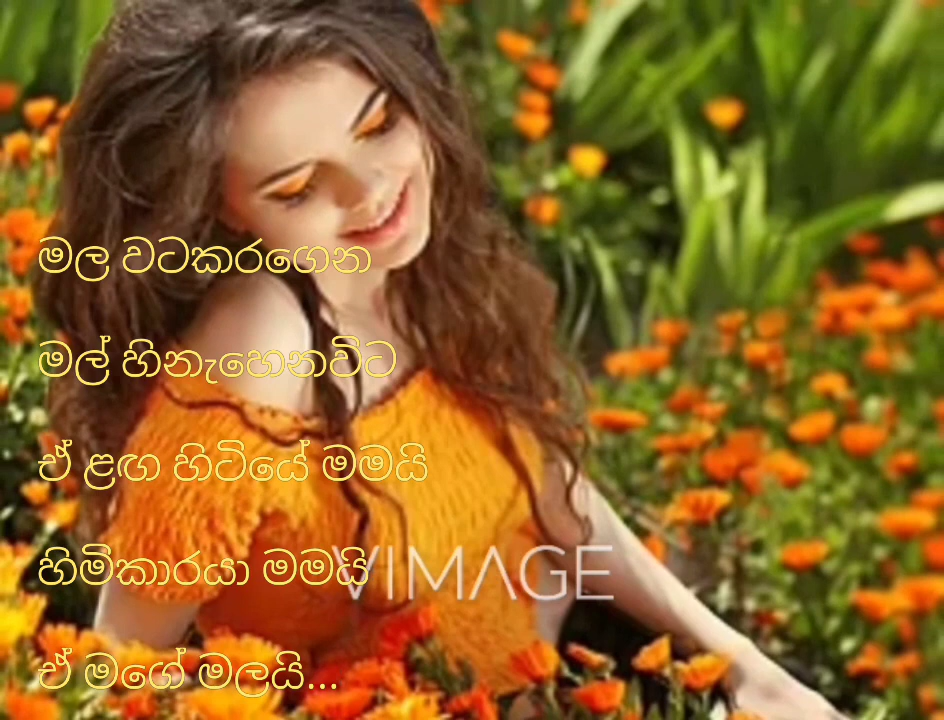 මල වටකරගෙන
මල් හිනැහෙනවිට
ඒ ළඟ හිටියේ මමයි
හිමිකාරයා මමයි
VIMAGE
ඒ මගේ මලයි...